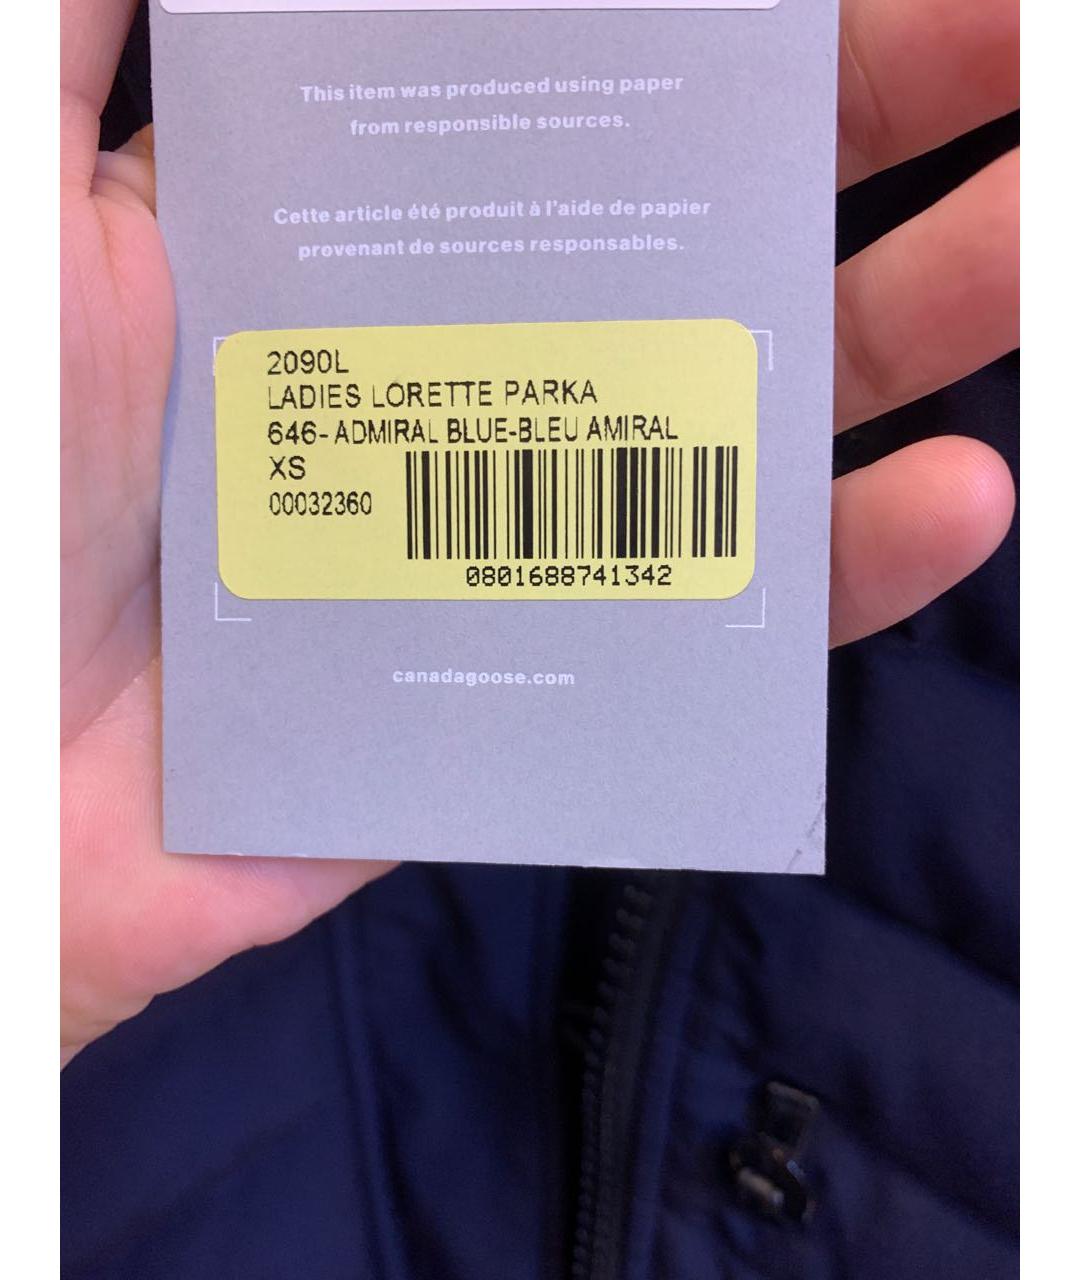 This item was produced using paper
from responsible sources.
Cette article été produit à l'aide de papier
provenant de sources responsables.
2090L
LADIES LORETTE PARKA
646- ADMIRAL BLUE-BLEU AMIRAL
XS
00032360
0801688741342
canadagoose.com